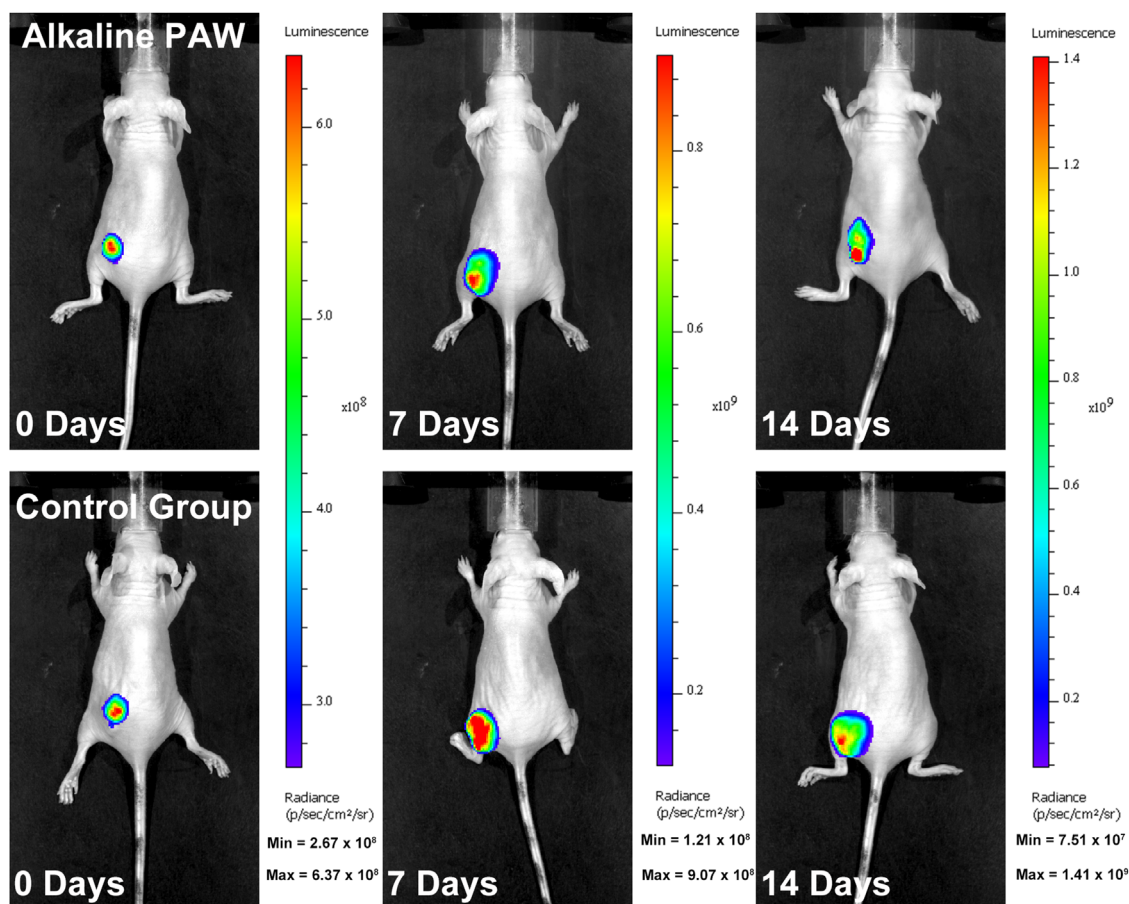 Alkaline PAW
0 Days
Luminescence
6.0
5.0
x10⁸
4.0
3.0
Radiance
(p/sec/cm²/sr)
Min = 2.67 x 10⁸
Max = 6.37 x 10⁸
7 Days
Luminescence
0.8
0.6
x10⁹
0.4
0.2
Radiance
(p/sec/cm²/sr)
Min = 1.21 x 10⁸
Max = 9.07 x 10⁸
14 Days
Luminescence
1.4
1.2
1.0
x10⁹
0.8
0.6
0.4
0.2
Radiance
(p/sec/cm²/sr)
Min = 7.51 x 10⁷
Max = 1.41 x 10⁹
Control Group
0 Days
7 Days
14 Days